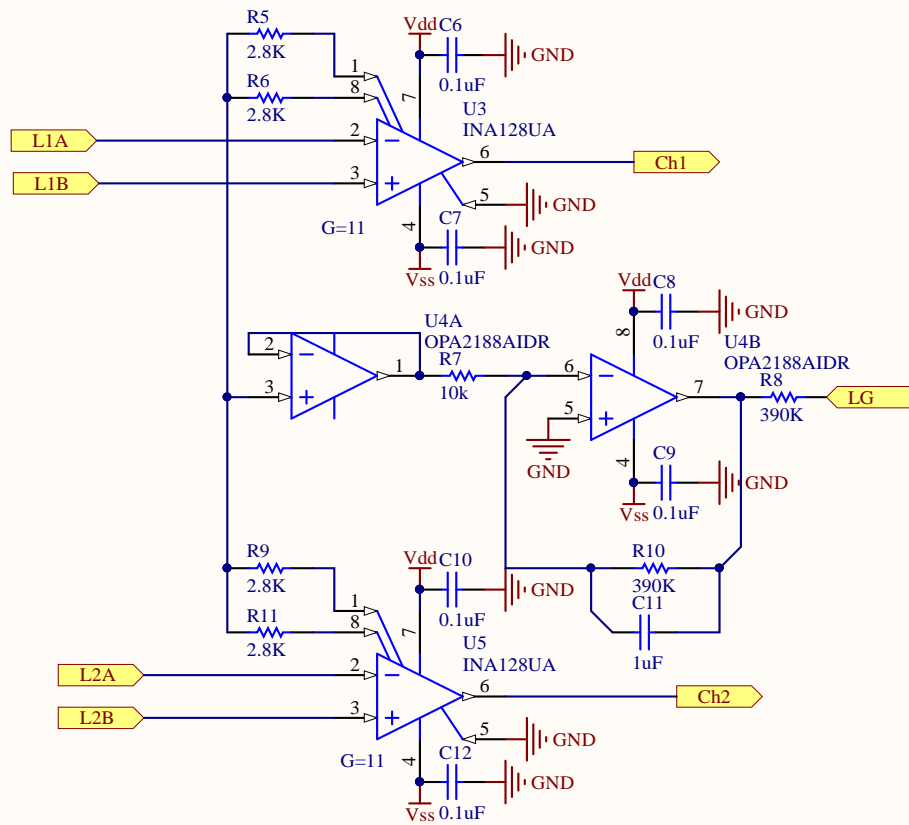 R5
2.8K
R6
2.8K
1
8
2
3
L1A
L1B
Vdd
C6
0.1uF
GND
7
U3
INA128UA
6
Ch1
5
GND
G=11
4
C7
0.1uF
GND
Vss
U4A
OPA2188AIDR
2
3
1
R7
10k
Vdd
C8
0.1uF
GND
8
U4B
OPA2188AIDR
6
5
GND
7
R8
390K
LG
4
C9
0.1uF
GND
Vss
R10
390K
C11
1uF
R9
2.8K
R11
2.8K
1
8
2
3
L2A
L2B
Vdd
C10
0.1uF
GND
7
U5
INA128UA
6
Ch2
5
GND
G=11
4
C12
0.1uF
GND
Vss